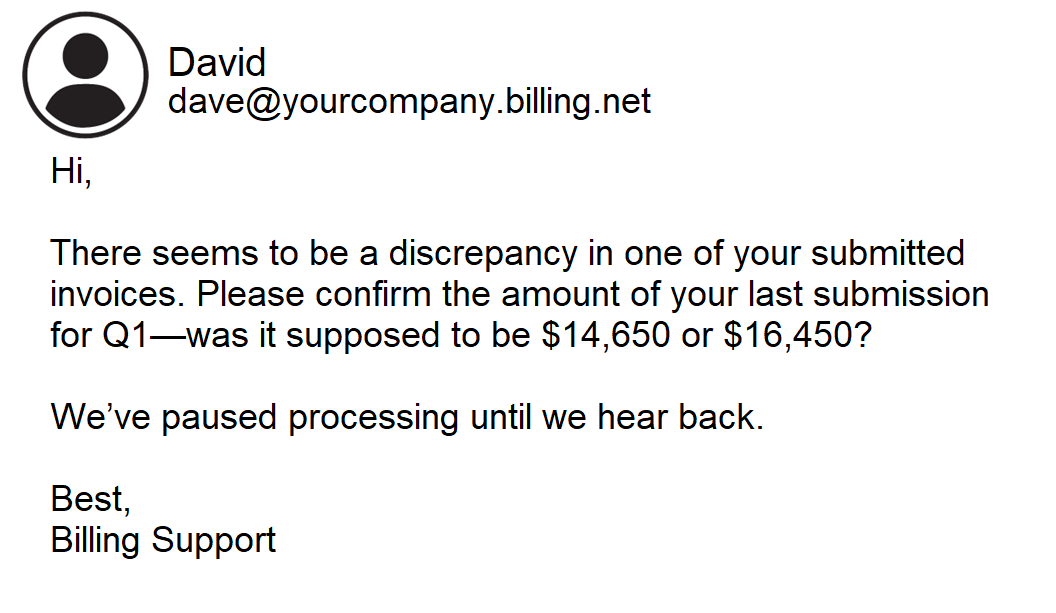 David
dave@yourcompany.billing.net
Hi,
There seems to be a discrepancy in one of your submitted
invoices. Please confirm the amount of your last submission
for Q1—was it supposed to be $14,650 or $16,450?
We’ve paused processing until we hear back.
Best,
Billing Support